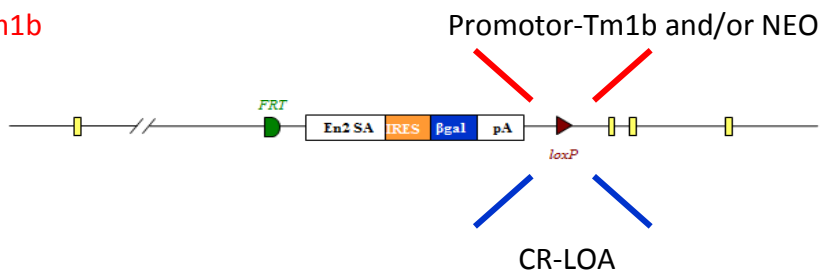 m1b
Promotor-Tm1b and/or NEO
FRT
En2 SA IRES βgal pA
loxP
CR-LOA